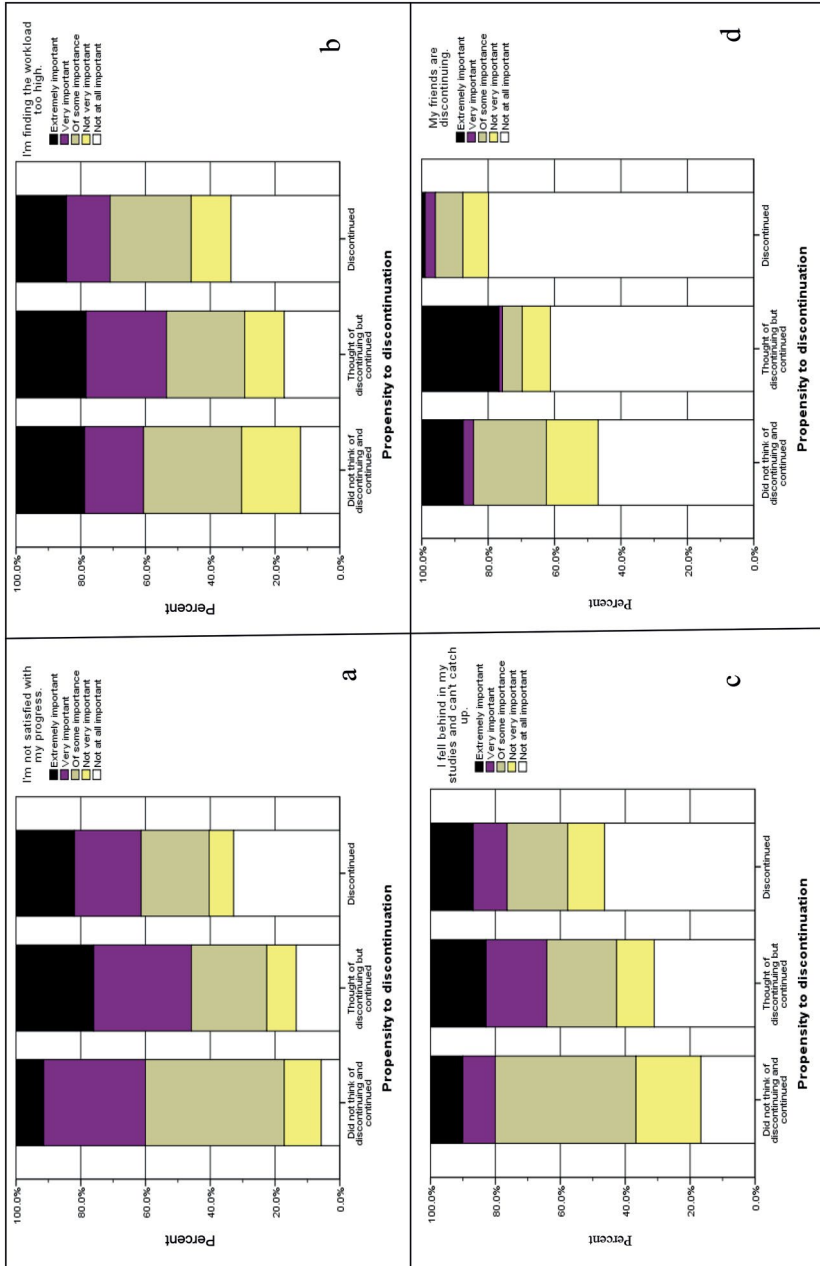 I'm not satisfied with
my progress.
Extremely important
Very important
Of some importance
Not very important
Not at all important
a
100.0%
80.0%
60.0%
40.0%
20.0%
0.0%
Percent
Did not think of
discontinuing and
continued
Thought of
discontinuing but
continued
Discontinued
Propensity to discontinuation
I'm finding the workload
too high.
Extremely important
Very important
Of some importance
Not very important
Not at all important
b
100.0%
80.0%
60.0%
40.0%
20.0%
0.0%
Percent
Did not think of
discontinuing and
continued
Thought of
discontinuing but
continued
Discontinued
Propensity to discontinuation
I fell behind in my
studies and can't catch
up.
Extremely important
Very important
Of some importance
Not very important
Not at all important
c
100.0%
80.0%
60.0%
40.0%
20.0%
0.0%
Percent
Did not think of
discontinuing and
continued
Thought of
discontinuing but
continued
Discontinued
Propensity to discontinuation
My friends are
discontinuing.
Extremely important
Very important
Of some importance
Not very important
Not at all important
d
100.0%
80.0%
60.0%
40.0%
20.0%
0.0%
Percent
Did not think of
discontinuing and
continued
Thought of
discontinuing but
continued
Discontinued
Propensity to discontinuation